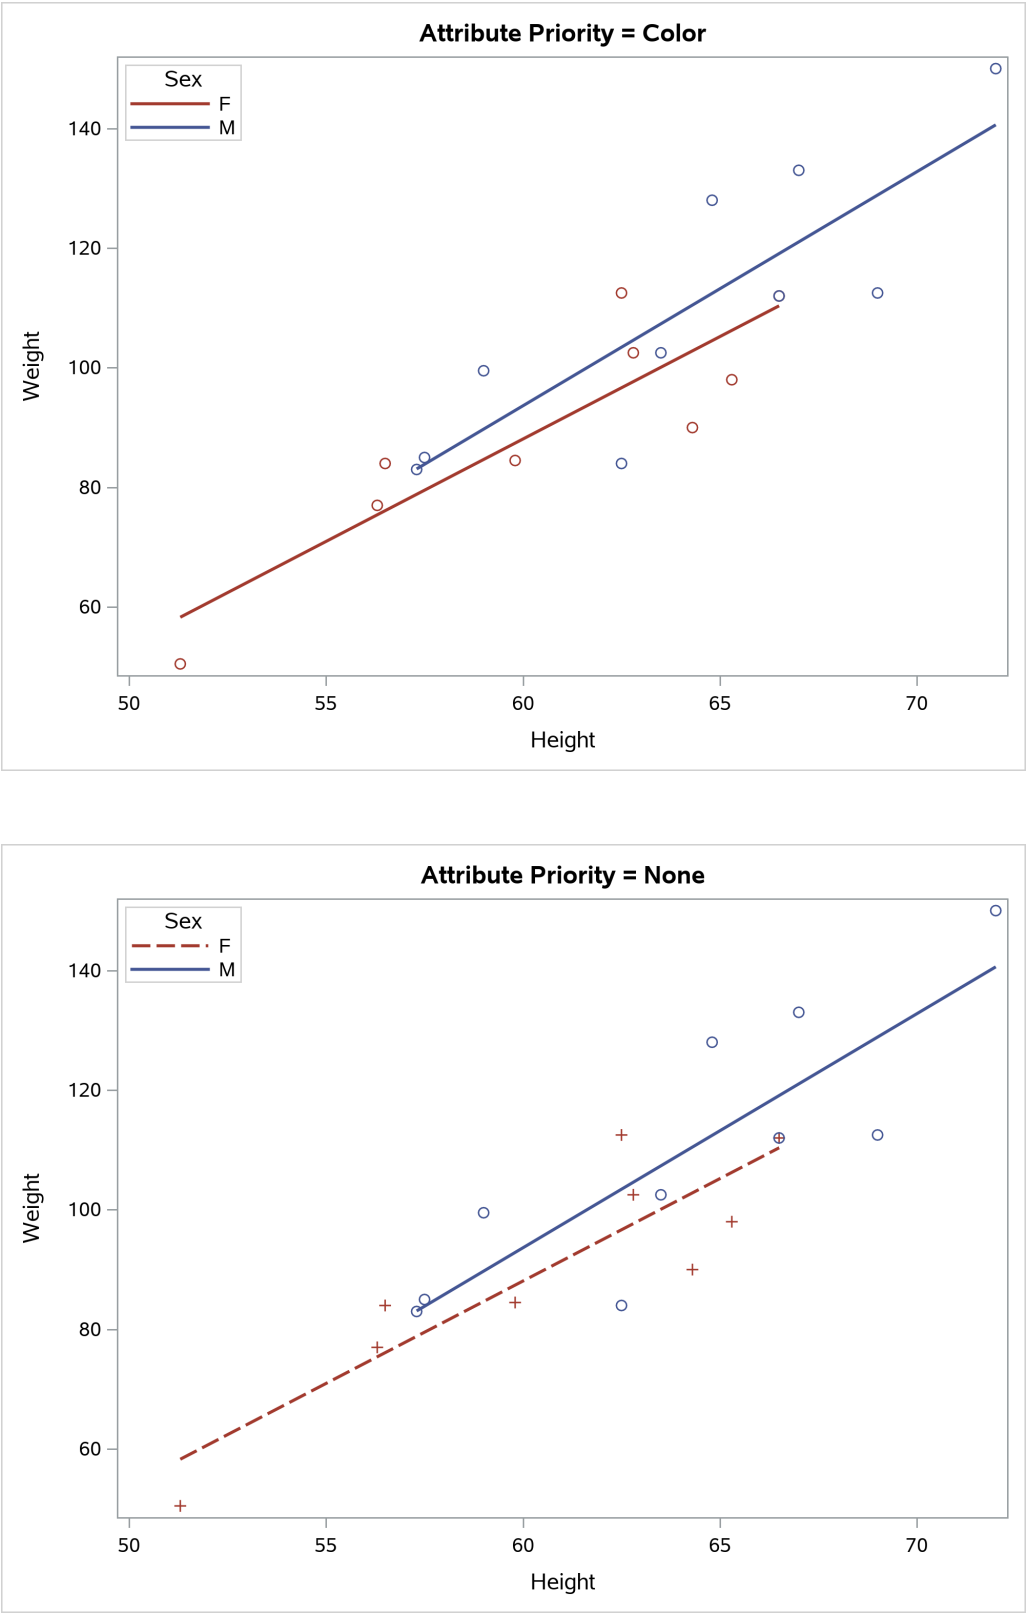 Attribute Priority = Color
Sex
F
M
140
120
100
80
60
Weight
50 55 60 65 70
Height
Attribute Priority = None
Sex
F
M
140
120
100
80
60
Weight
50 55 60 65 70
Height